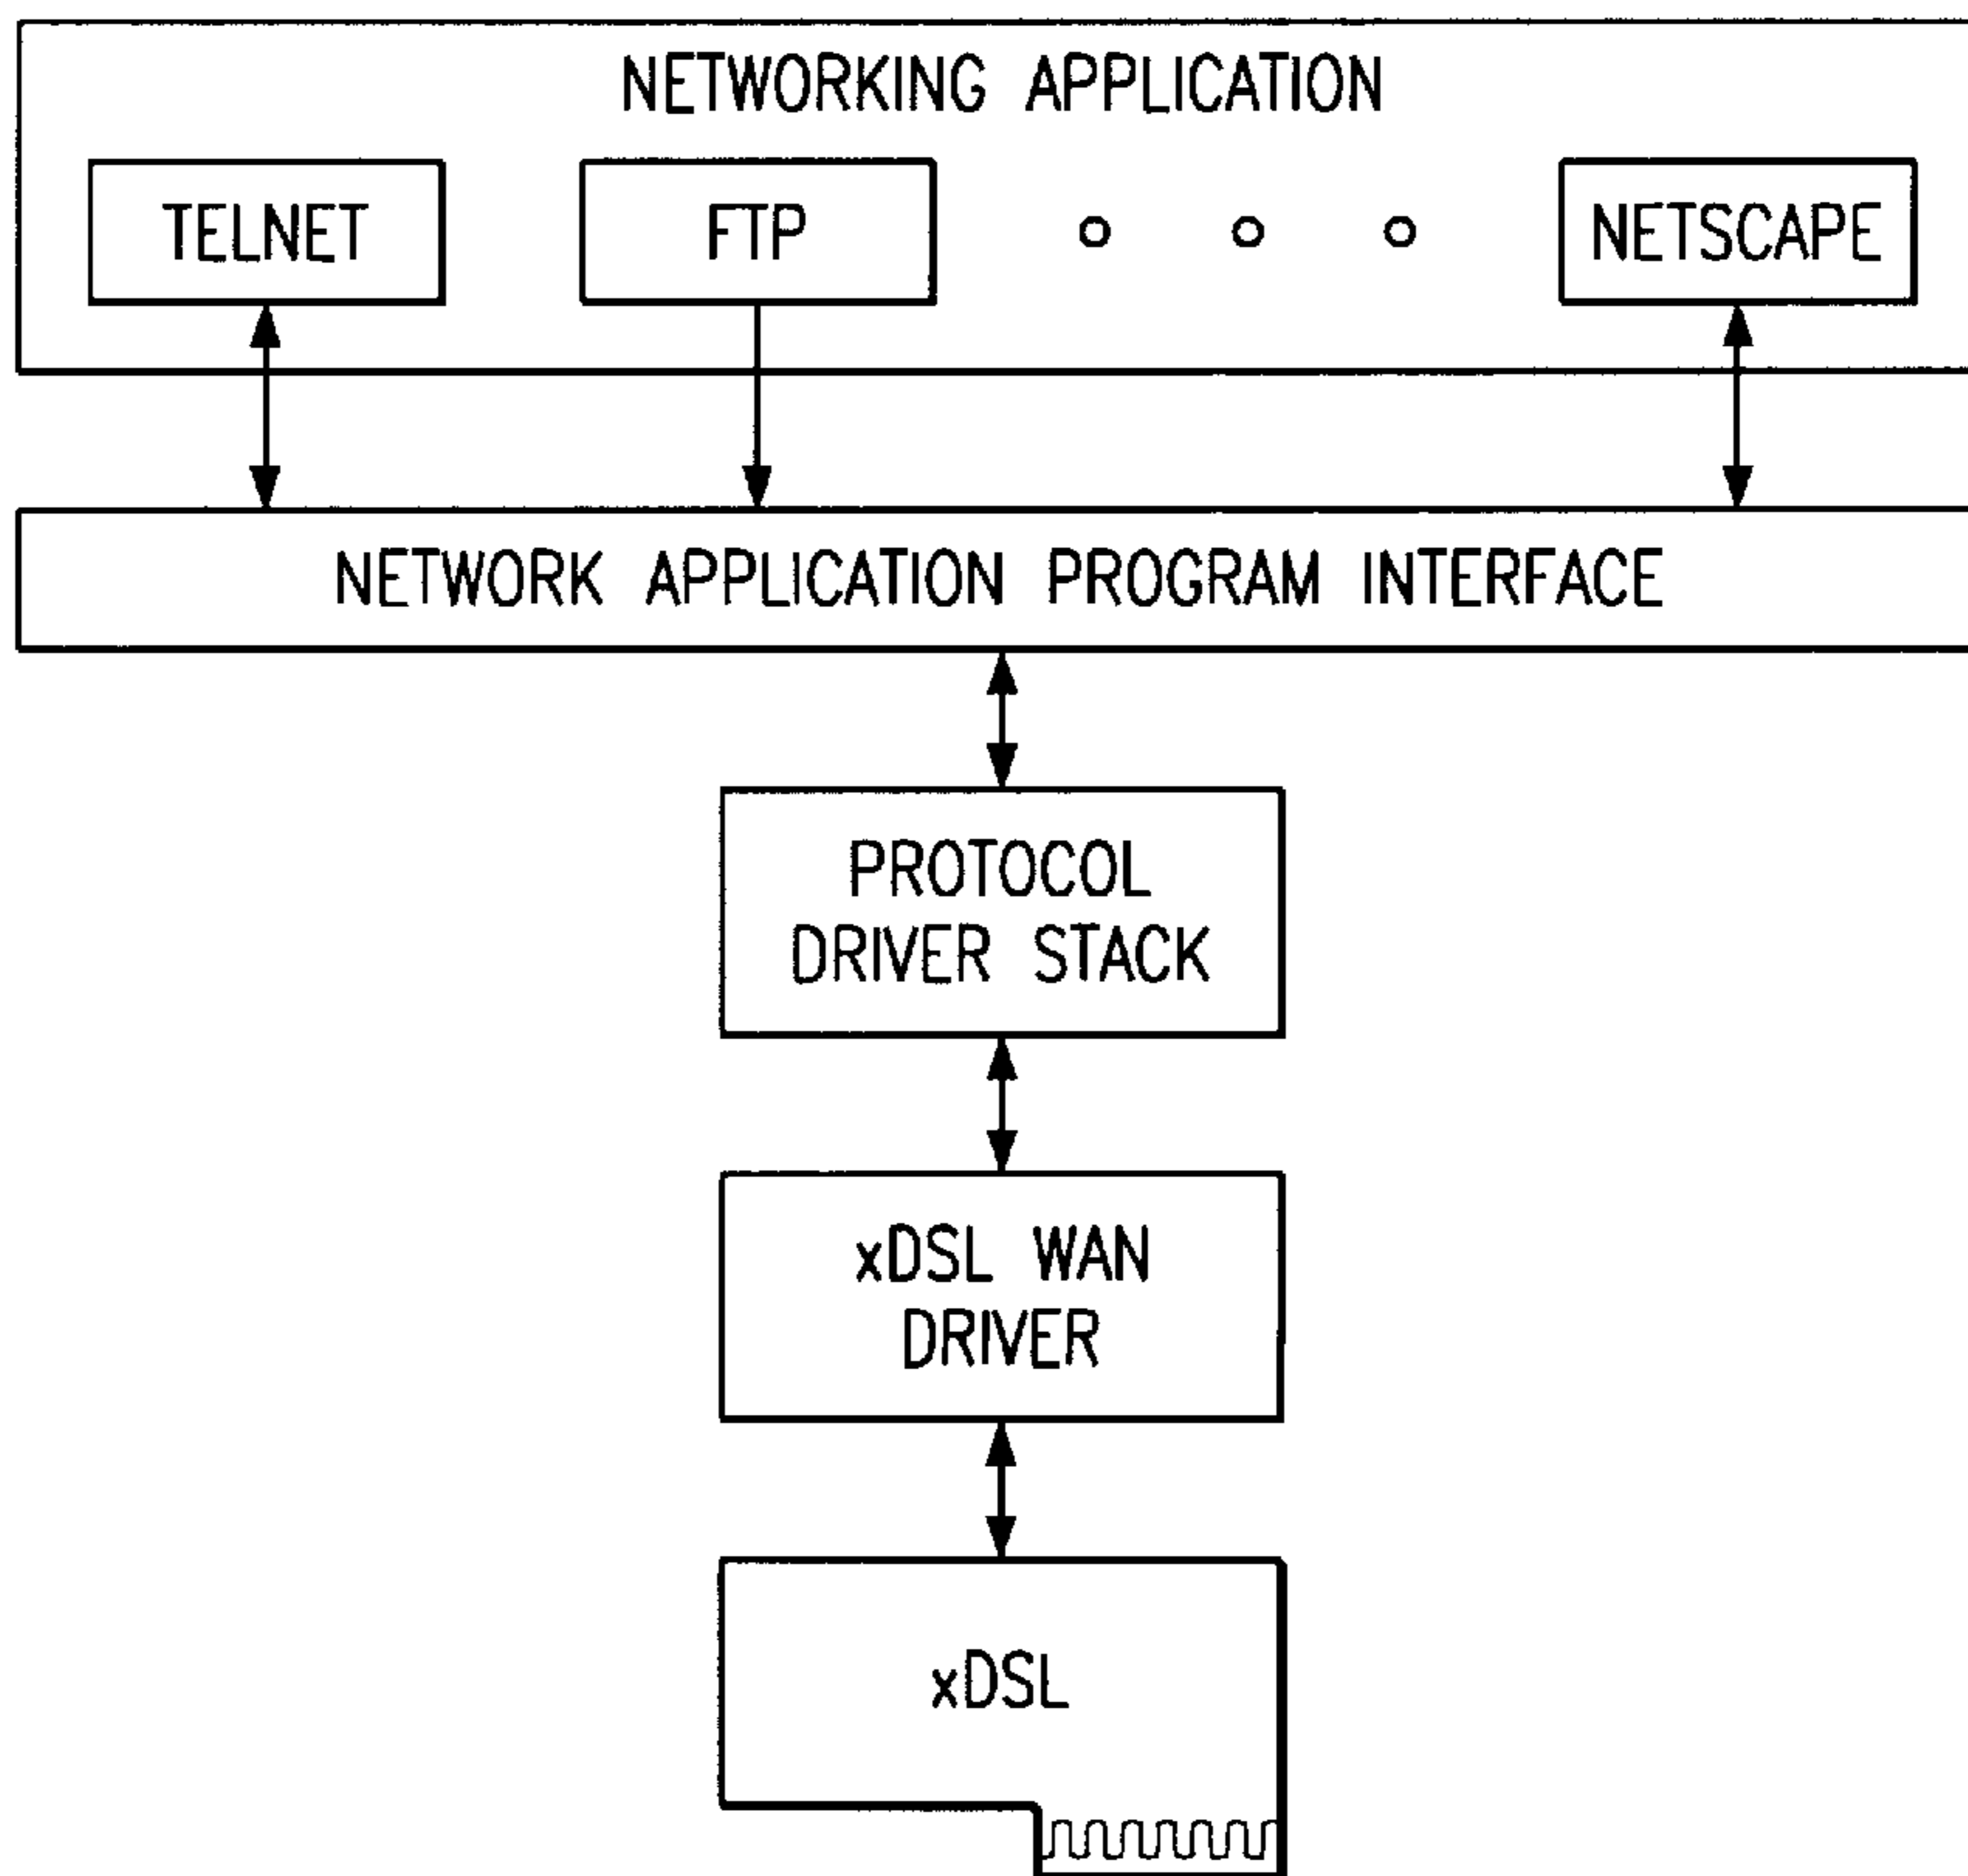 NETWORKING APPLICATION
TELNET
FTP
NETSCAPE
NETWORK APPLICATION PROGRAM INTERFACE
PROTOCOL
DRIVER STACK
xDSL WAN
DRIVER
xDSL